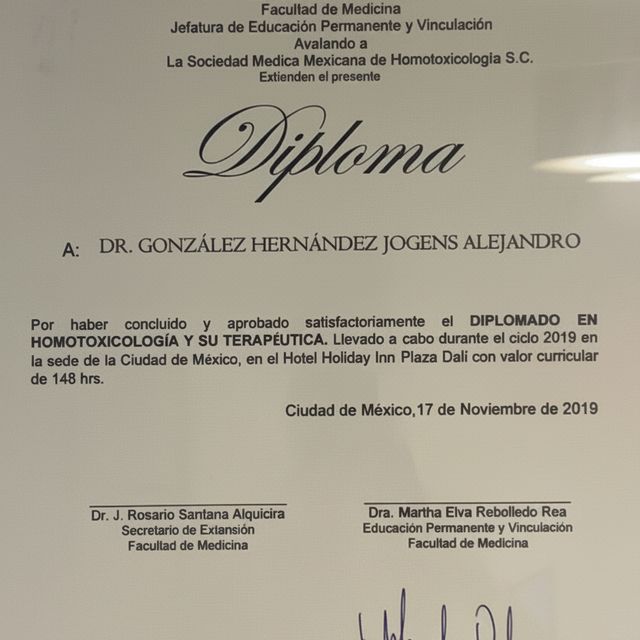 Facultad de Medicina
Jefatura de Educación Permanente y Vinculación
Avalando a
La Sociedad Medica Mexicana de Homotoxicologia S.C.
Extienden el presente
Diploma
A: DR. GONZÁLEZ HERNÁNDEZ JOGENS ALEJANDRO
Por haber concluido y aprobado satisfactoriamente el DIPLOMADO EN
HOMOTOXICOLOGÍA Y SU TERAPÉUTICA. Llevado a cabo durante el ciclo 2019 en
la sede de la Ciudad de México, en el Hotel Holiday Inn Plaza Dali con valor curricular
de 148 hrs.
Ciudad de México,17 de Noviembre de 2019
Dr. J. Rosario Santana Alquicira
Secretario de Extansión
Facultad de Medicina
Dra. Martha Elva Rebolledo Rea
Educación Permanente y Vinculación
Facultad de Medicina